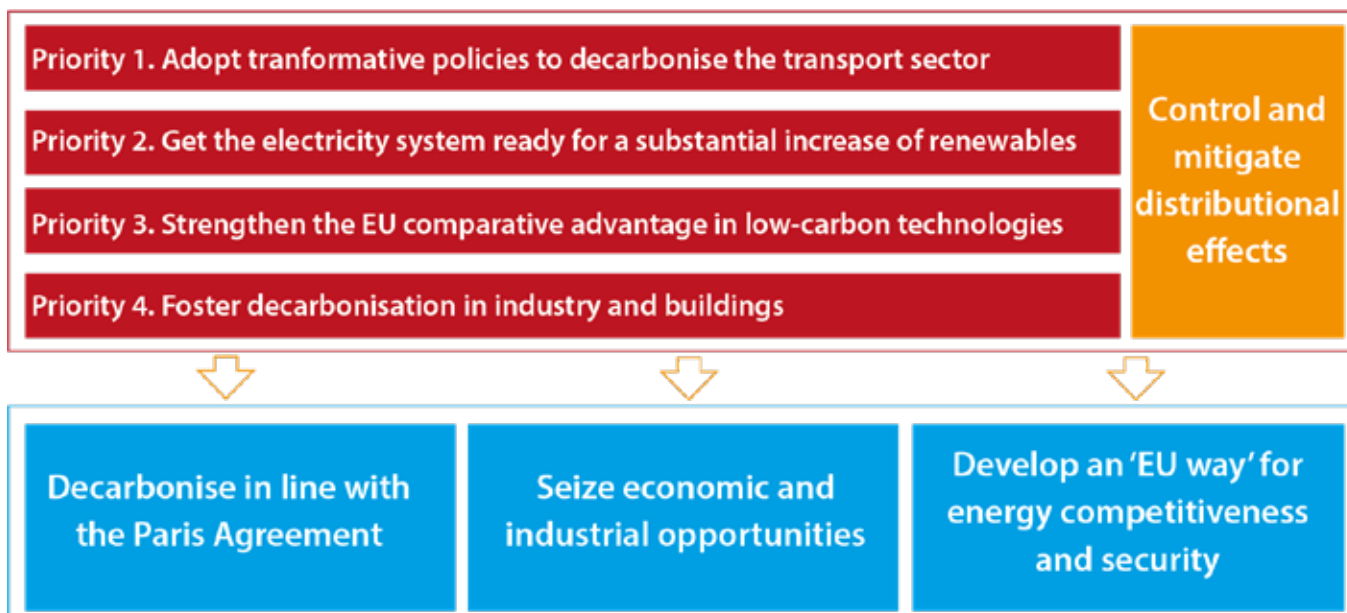 Priority 1. Adopt tranformative policies to decarbonise the transport sector
Priority 2. Get the electricity system ready for a substantial increase of renewables
Priority 3. Strengthen the EU comparative advantage in low-carbon technologies
Priority 4. Foster decarbonisation in industry and buildings
Control and
mitigate
distributional
effects
Decarbonise in line with
the Paris Agreement
Seize economic and
industrial opportunities
Develop an ‘EU way’ for
energy competitiveness
and security